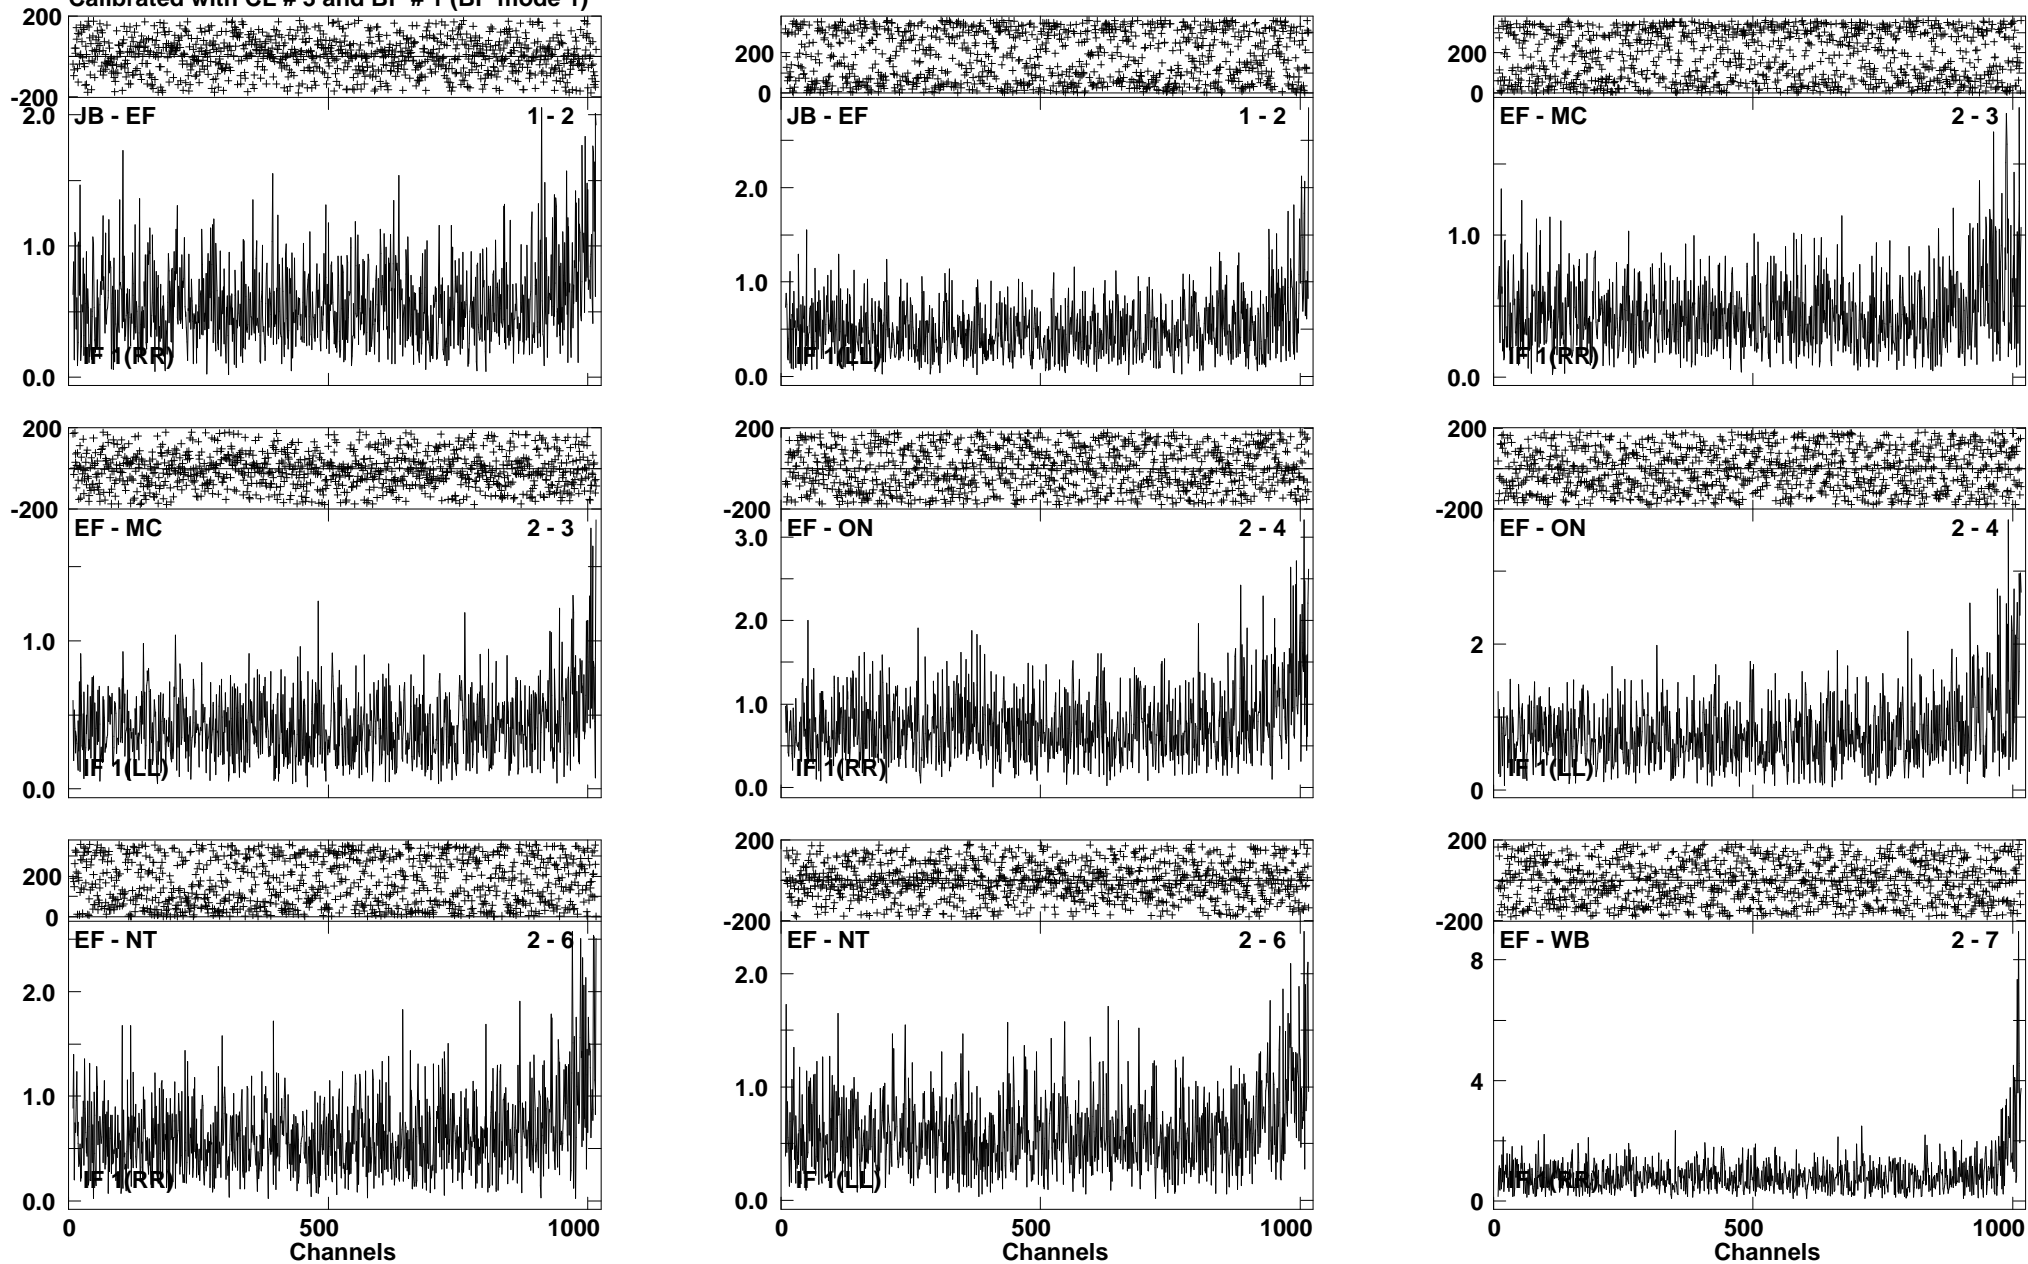 Calibrated with CL # 3 and BP # 1 (BP mode 1)
200
-200
JB - EF
1 - 2
2.0
1.0
0.0
IF 1(RR)
200
0
JB - EF
1 - 2
2.0
1.0
0.0
IF 1(LL)
200
0
EF - MC
2 - 3
1.0
0.0
IF 1(RR)
200
-200
EF - MC
2 - 3
1.0
0.0
IF 1(LL)
200
-200
EF - ON
2 - 4
3.0
2.0
1.0
0.0
IF 1(RR)
200
-200
EF - ON
2 - 4
2
0
IF 1(LL)
200
0
EF - NT
2 - 6
2.0
1.0
0.0
IF 1(RR)
0
500
1000
Channels
200
-200
EF - NT
2 - 6
2.0
1.0
0.0
IF 1(LL)
0
500
1000
Channels
200
-200
EF - WB
2 - 7
8
4
0
IF 1(RR)
0
500
1000
Channels